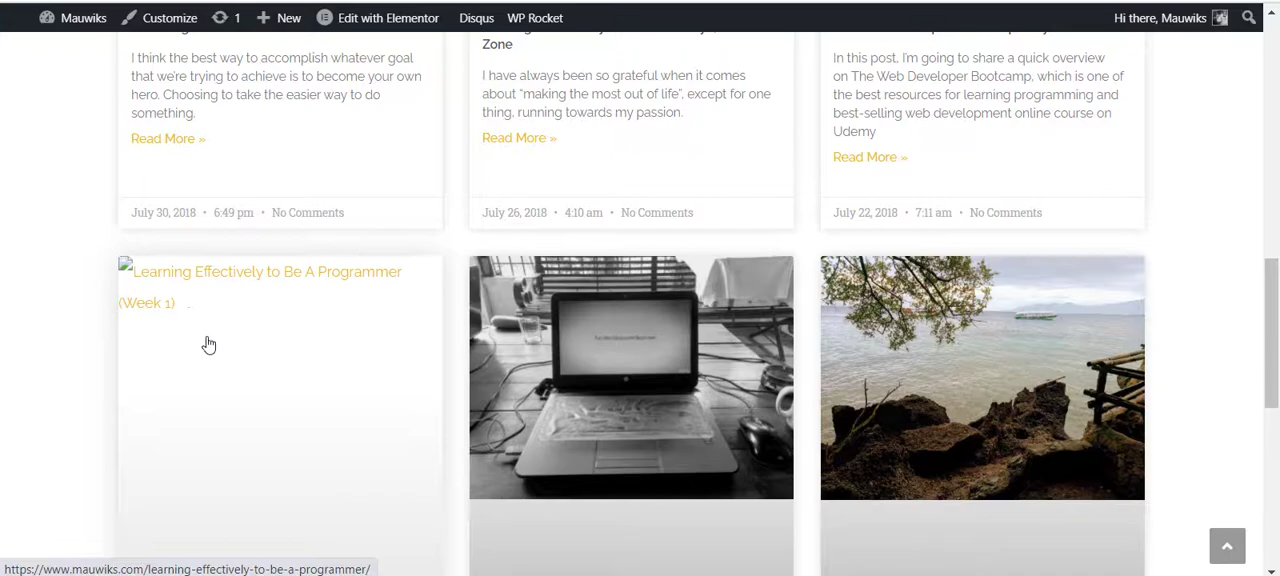 Mauwiks Customize 1 New Edit with Elementor Disqus WP Rocket Hi there, Mauwiks
Zone
I think the best way to accomplish whatever goal
that we're trying to achieve is to become your own
hero. Choosing to take the easier way to do
something.
Read More »
July 30, 2018 • 6:49 pm • No Comments
I have always been so grateful when it comes
about “making the most out of life”, except for one
thing, running towards my passion.
Read More »
July 26, 2018 • 4:10 am • No Comments
In this post, I'm going to share a quick overview
on The Web Developer Bootcamp, which is one of
the best resources for learning programming and
best-selling web development online course on
Udemy
Read More »
July 22, 2018 • 7:11 am • No Comments
Learning Effectively to Be A Programmer
(Week 1)
https://www.mauwiks.com/learning-effectively-to-be-a-programmer/